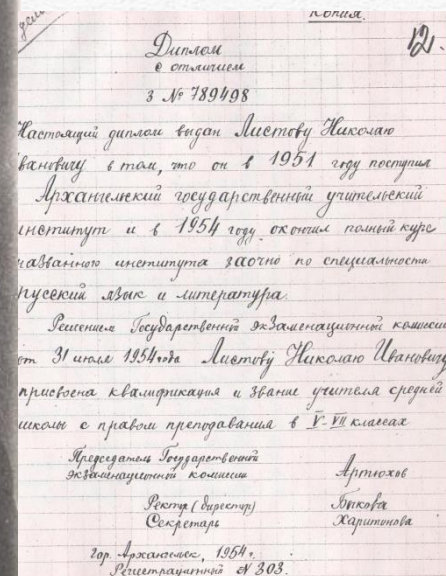 Копия.
12.
Диплом
с отличием
З № 789498
Настоящий диплом выдан Листову Николаю
Ивановичу в том, что он в 1951 году поступил
Архангельский государственный учительский
институт и в 1954 году окончил полный курс
названного института заочно по специальности
русский язык и литература.
Решением Государственной экзаменационной комиссии
от 31 июля 1954 года Листову Николаю Ивановичу
присвоена квалификация и звание учителя средней
школы с правом преподавания в V-VII классах
Председатель Государственной
экзаменационной комиссии Артюхов
Ректор (директор) Быкова
Секретарь Харитонова
гор. Архангельск, 1954 г.
Регистрационный № 303.